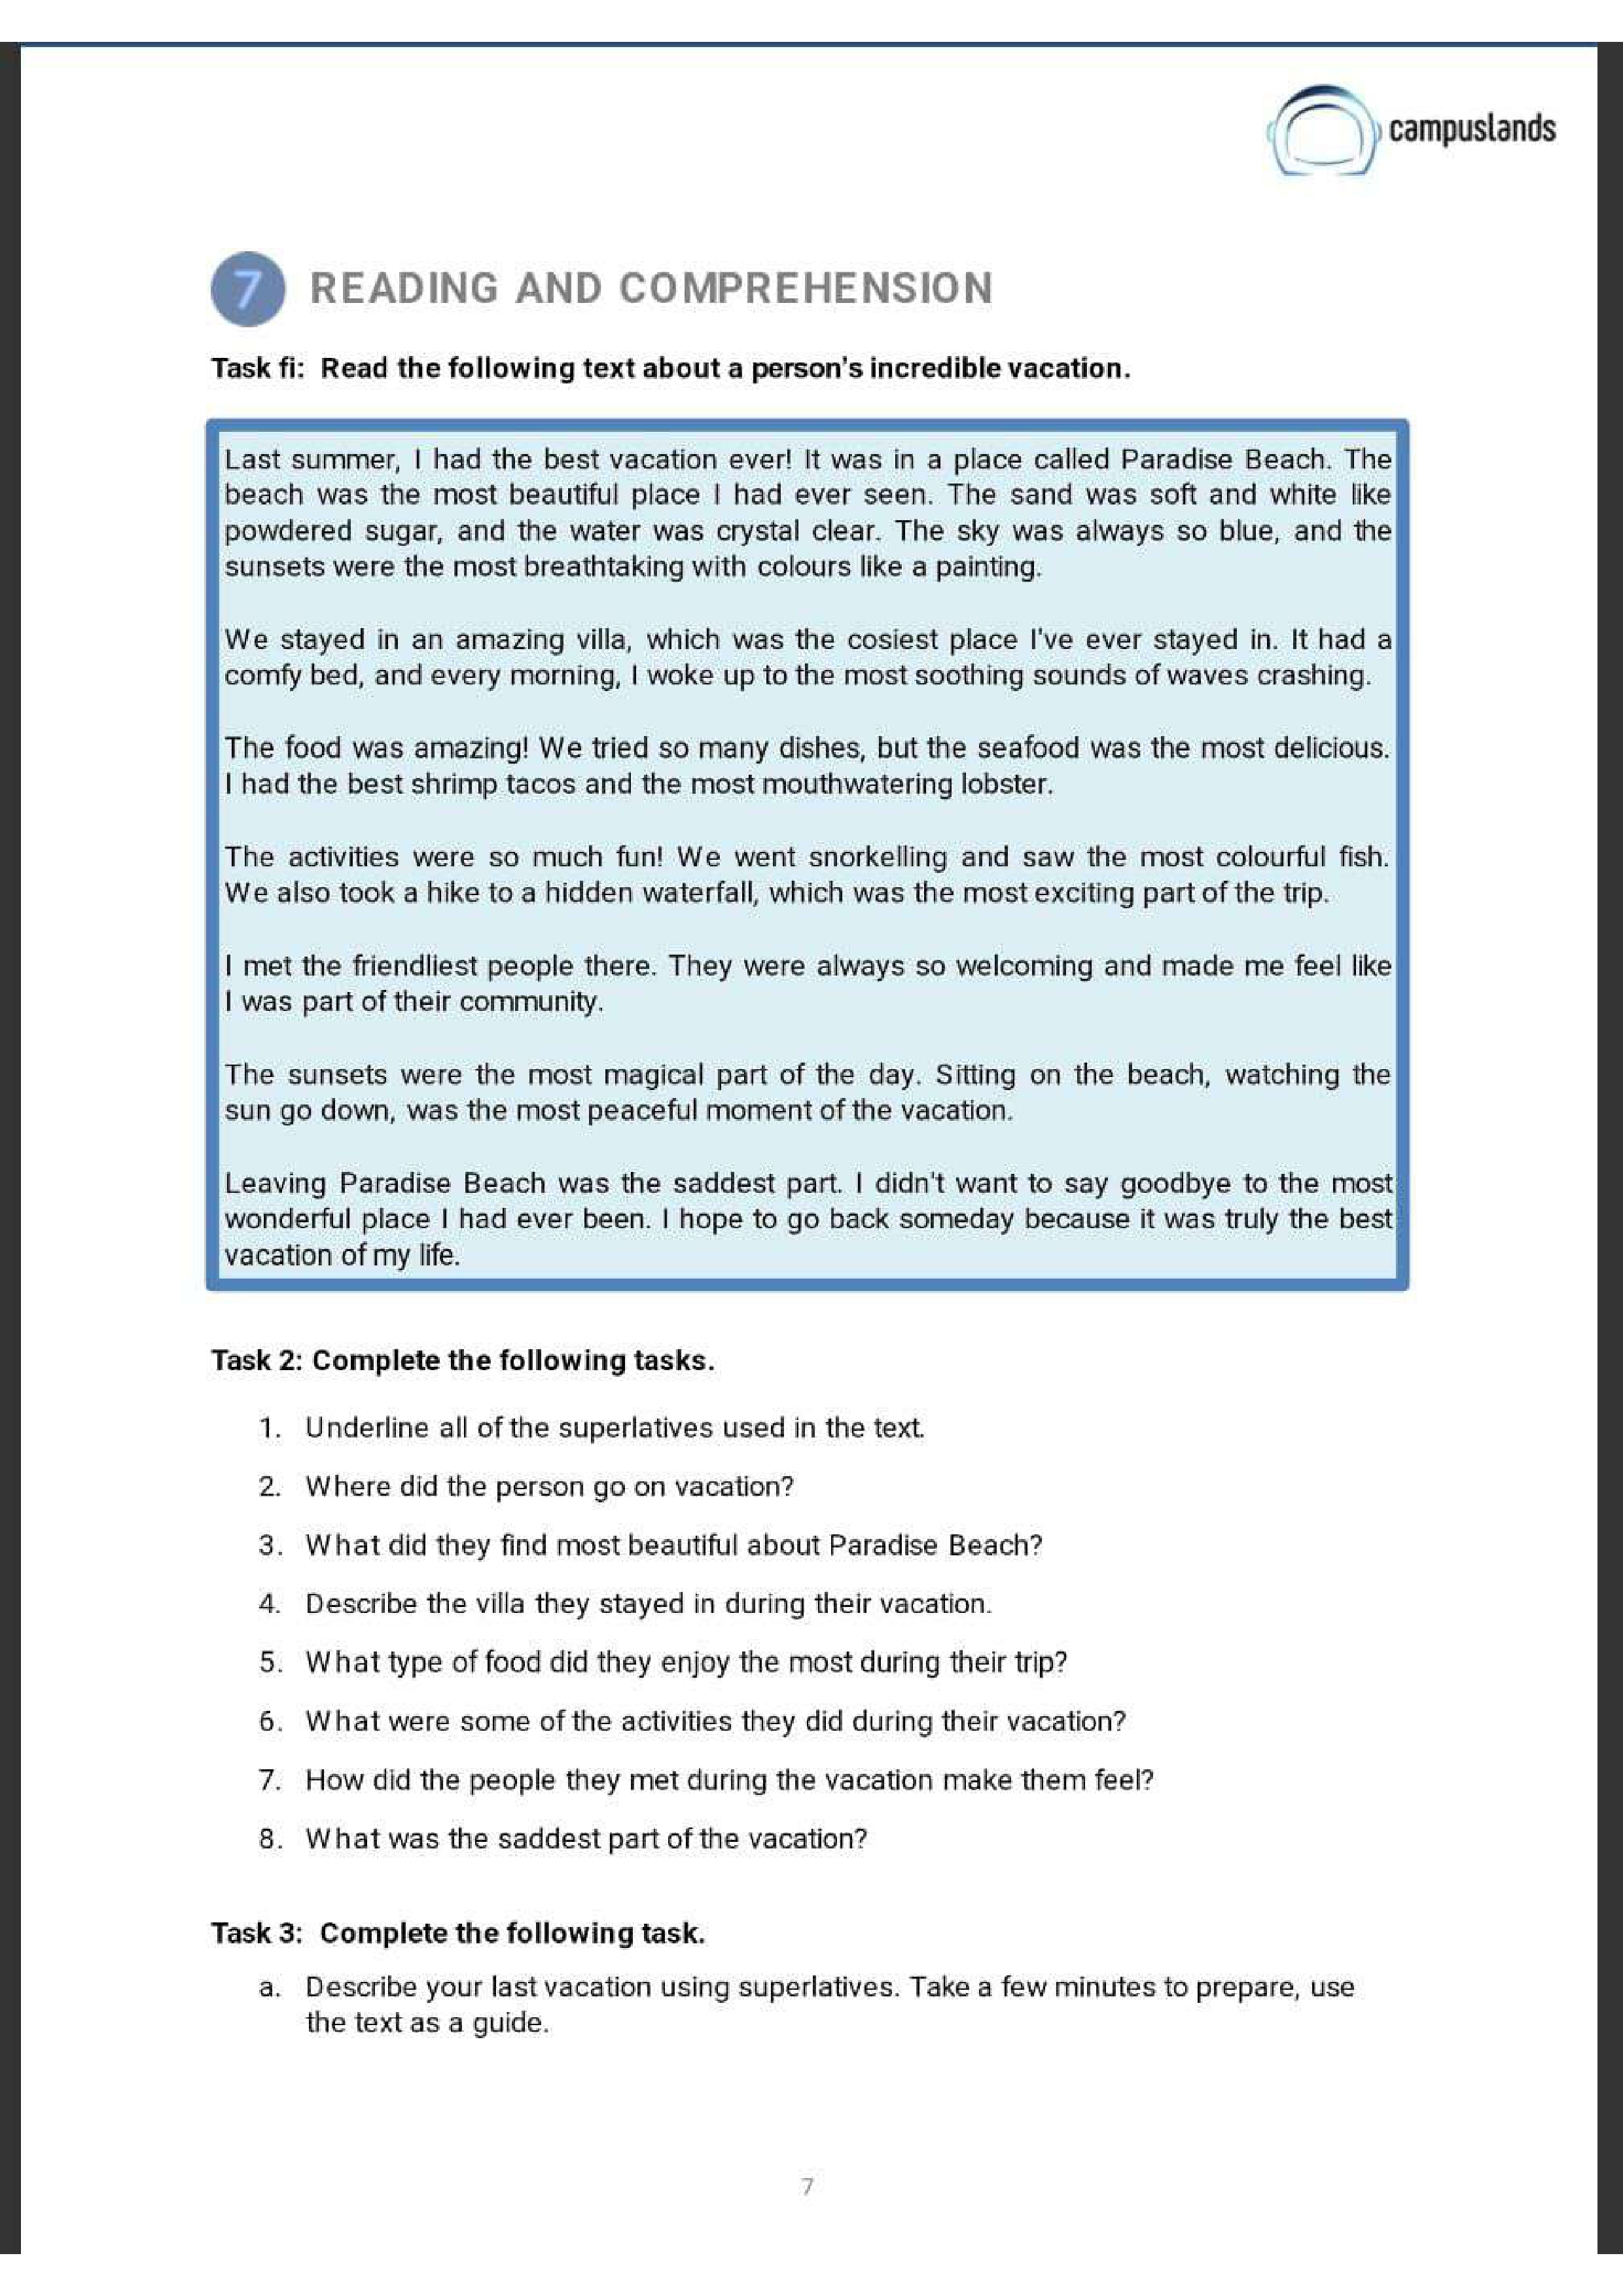 campuslands
7 READING AND COMPREHENSION
Task fi: Read the following text about a person's incredible vacation.
Last summer, I had the best vacation ever! It was in a place called Paradise Beach. The
beach was the most beautiful place I had ever seen. The sand was soft and white like
powdered sugar, and the water was crystal clear. The sky was always so blue, and the
sunsets were the most breathtaking with colours like a painting.
We stayed in an amazing villa, which was the cosiest place I've ever stayed in. It had a
comfy bed, and every morning, I woke up to the most soothing sounds of waves crashing.
The food was amazing! We tried so many dishes, but the seafood was the most delicious.
I had the best shrimp tacos and the most mouthwatering lobster.
The activities were so much fun! We went snorkelling and saw the most colourful fish.
We also took a hike to a hidden waterfall, which was the most exciting part of the trip.
I met the friendliest people there. They were always so welcoming and made me feel like
I was part of their community.
The sunsets were the most magical part of the day. Sitting on the beach, watching the
sun go down, was the most peaceful moment of the vacation.
Leaving Paradise Beach was the saddest part. I didn't want to say goodbye to the most
wonderful place I had ever been. I hope to go back someday because it was truly the best
vacation of my life.
Task 2: Complete the following tasks.
1. Underline all of the superlatives used in the text.
2. Where did the person go on vacation?
3. What did they find most beautiful about Paradise Beach?
4. Describe the villa they stayed in during their vacation.
5. What type of food did they enjoy the most during their trip?
6. What were some of the activities they did during their vacation?
7. How did the people they met during the vacation make them feel?
8. What was the saddest part of the vacation?
Task 3: Complete the following task.
a. Describe your last vacation using superlatives. Take a few minutes to prepare, use
the text as a guide.
7